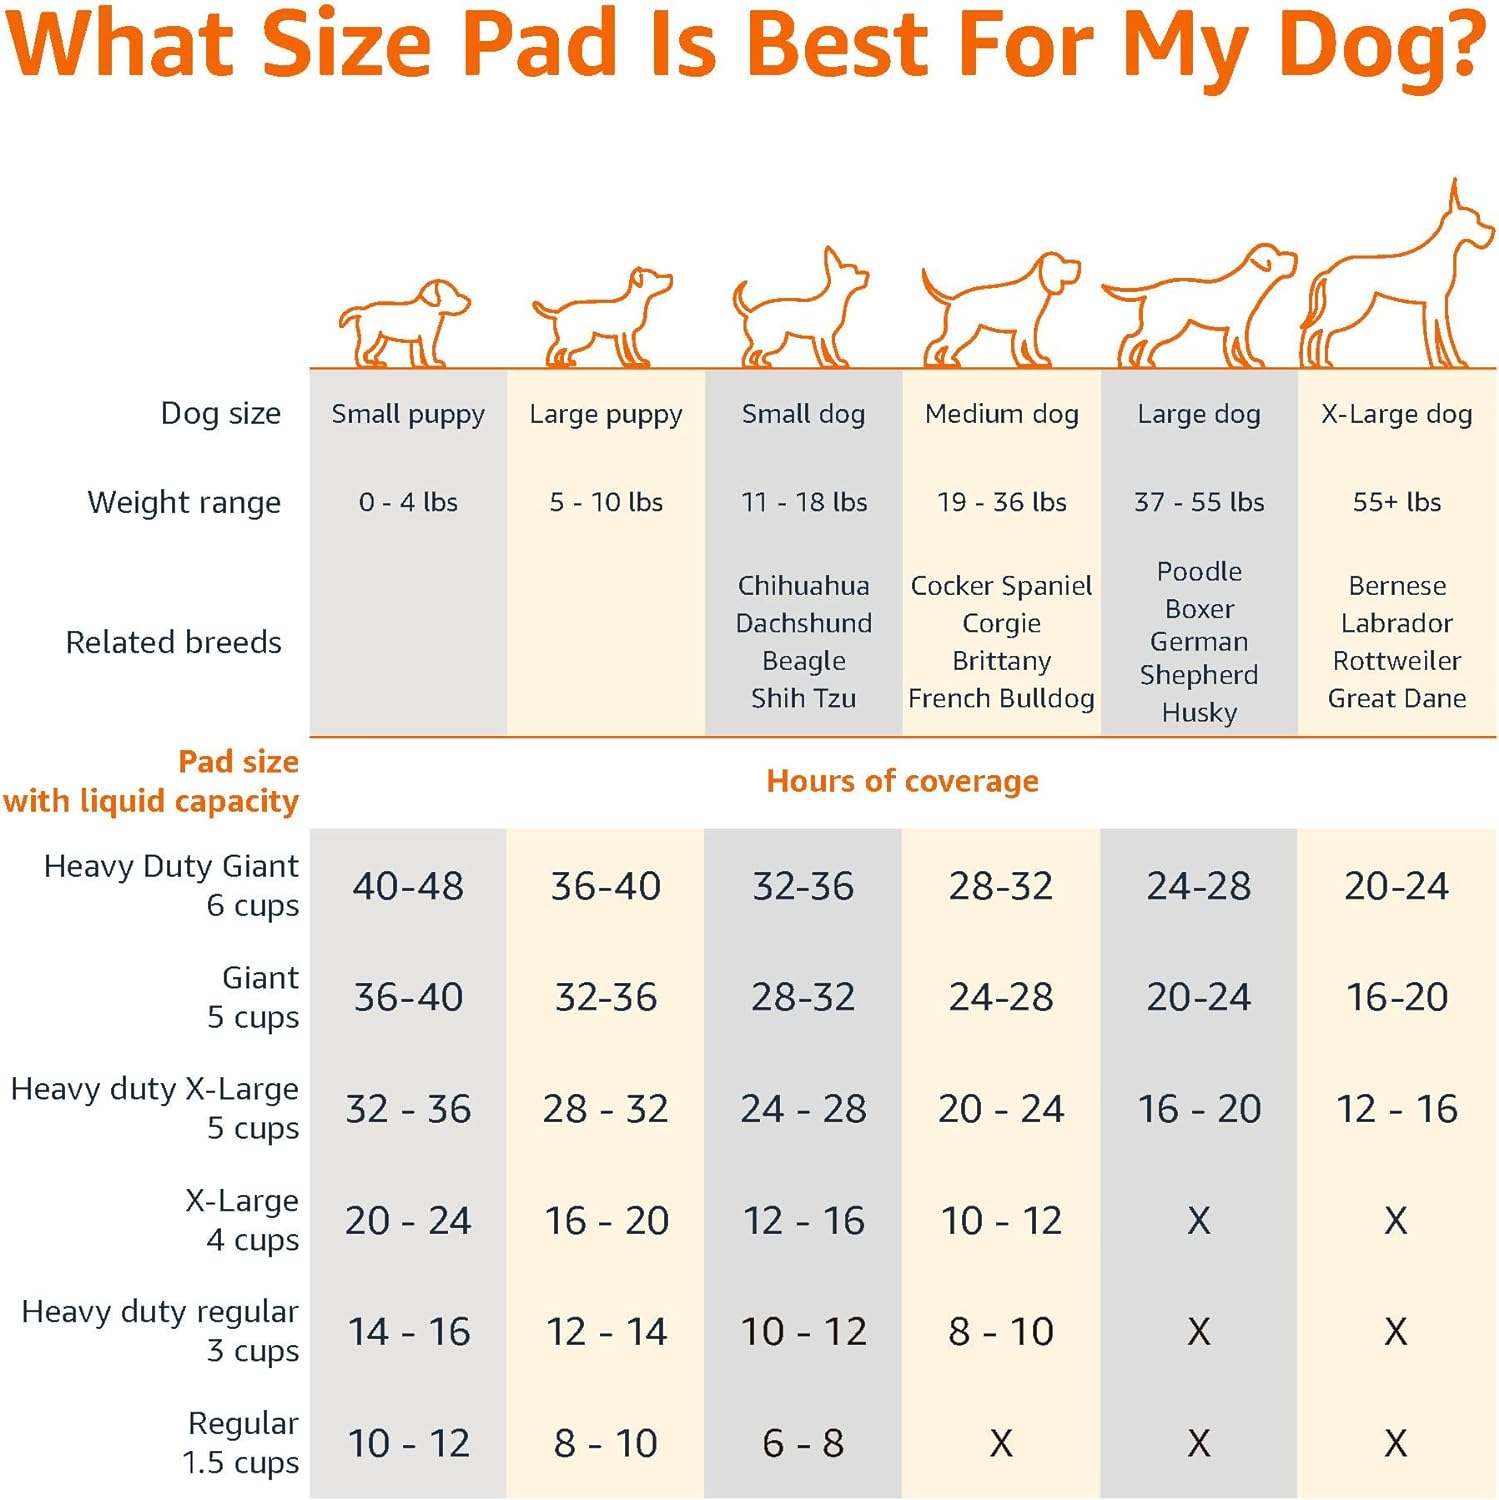 What Size Pad Is Best For My Dog?
Dog size Small puppy Large puppy Small dog Medium dog Large dog X-Large dog
Weight range 0 - 4 lbs 5 - 10 lbs 11 - 18 lbs 19 - 36 lbs 37 - 55 lbs 55+ lbs
Related breeds
Chihuahua
Dachshund
Beagle
Shih Tzu
Cocker Spaniel
Corgie
Brittany
French Bulldog
Poodle
Boxer
German
Shepherd
Husky
Bernese
Labrador
Rottweiler
Great Dane
Pad size
with liquid capacity
Hours of coverage
Heavy Duty Giant
6 cups
40-48 36-40 32-36 28-32 24-28 20-24
Giant
5 cups
36-40 32-36 28-32 24-28 20-24 16-20
Heavy duty X-Large
5 cups
32 - 36 28 - 32 24 - 28 20 - 24 16 - 20 12 - 16
X-Large
4 cups
20 - 24 16 - 20 12 - 16 10 - 12 X X
Heavy duty regular
3 cups
14 - 16 12 - 14 10 - 12 8 - 10 X X
Regular
1.5 cups
10 - 12 8 - 10 6 - 8 X X X